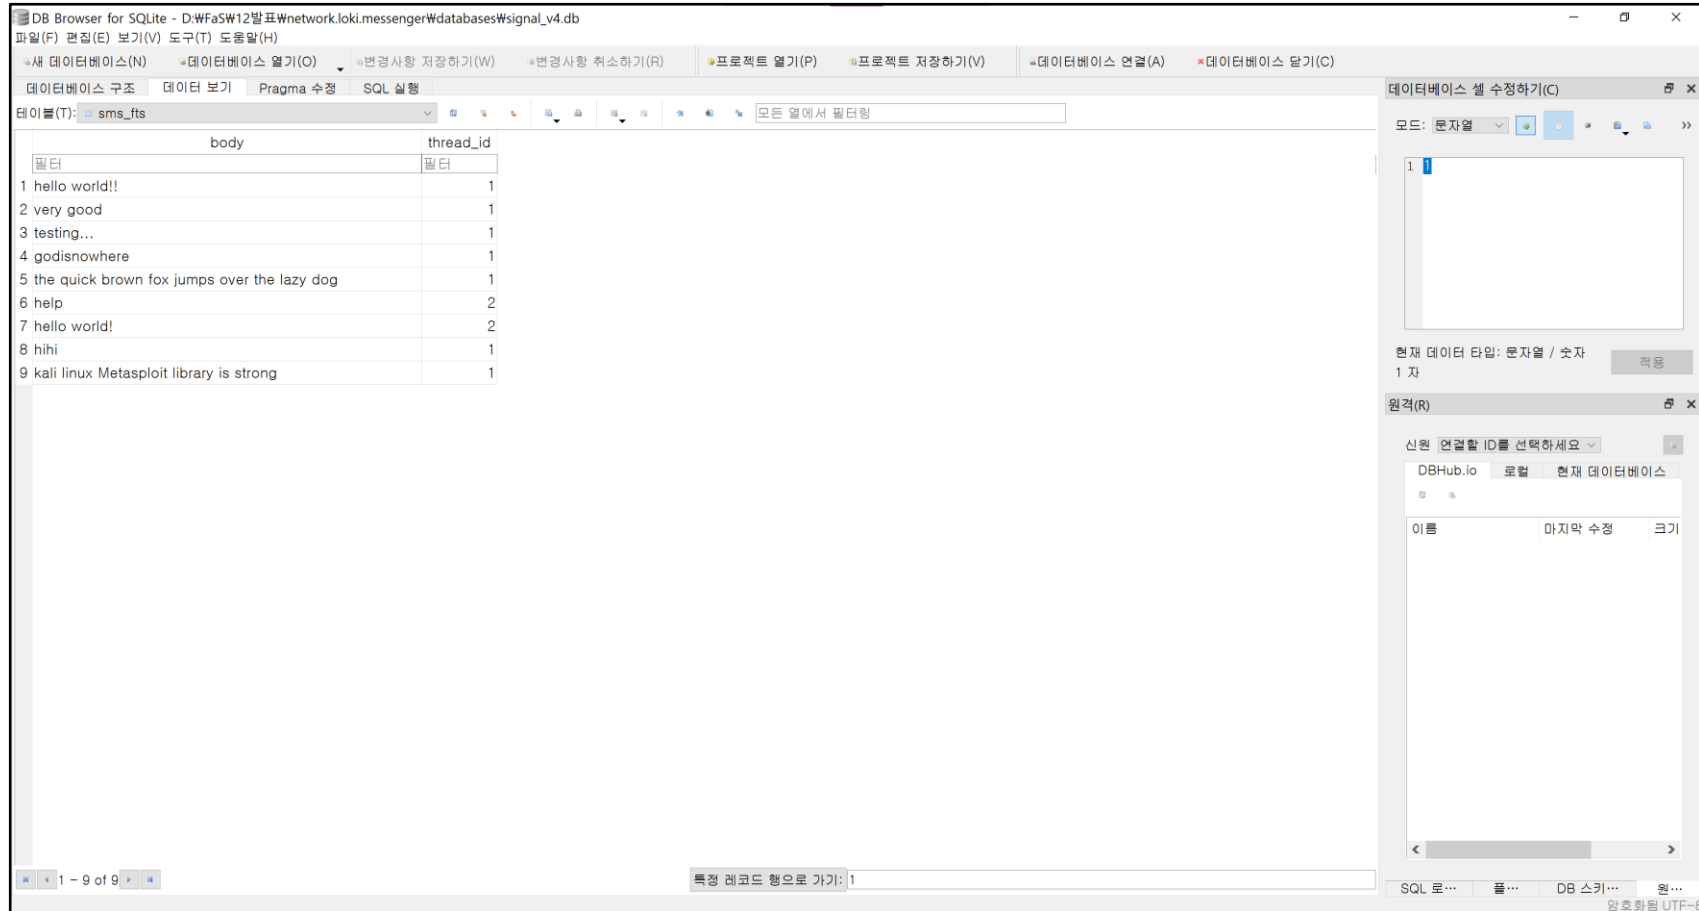 DB Browser for SQLite - D:₩FaS₩12발표₩network.loki.messenger₩databases₩signal_v4.db
파일(F) 편집(E) 보기(V) 도구(T) 도움말(H)
새 데이터베이스(N) 데이터베이스 열기(O) 변경사항 저장하기(W) 변경사항 취소하기(R) 프로젝트 열기(P) 프로젝트 저장하기(V) 데이터베이스 연결(A) 데이터베이스 닫기(C)
데이터베이스 구조 데이터 보기 Pragma 수정 SQL 실행
테이블(T): sms_fts 모든 열에서 필터링
body thread_id
필터 필터
1 hello world!! 1
2 very good 1
3 testing... 1
4 godisnowhere 1
5 the quick brown fox jumps over the lazy dog 1
6 help 2
7 hello world! 2
8 hihi 1
9 kali linux Metasploit library is strong 1
1 - 9 of 9
특정 레코드 행으로 가기: 1
데이터베이스 셀 수정하기(C)
모드: 문자열
1 1
현재 데이터 타입: 문자열 / 숫자
1 자
적용
원격(R)
신원 연결할 ID를 선택하세요
DBHub.io 로컬 현재 데이터베이스
이름 마지막 수정 크기
SQL 로… 플… DB 스키… 원…
암호화됨 UTF-8